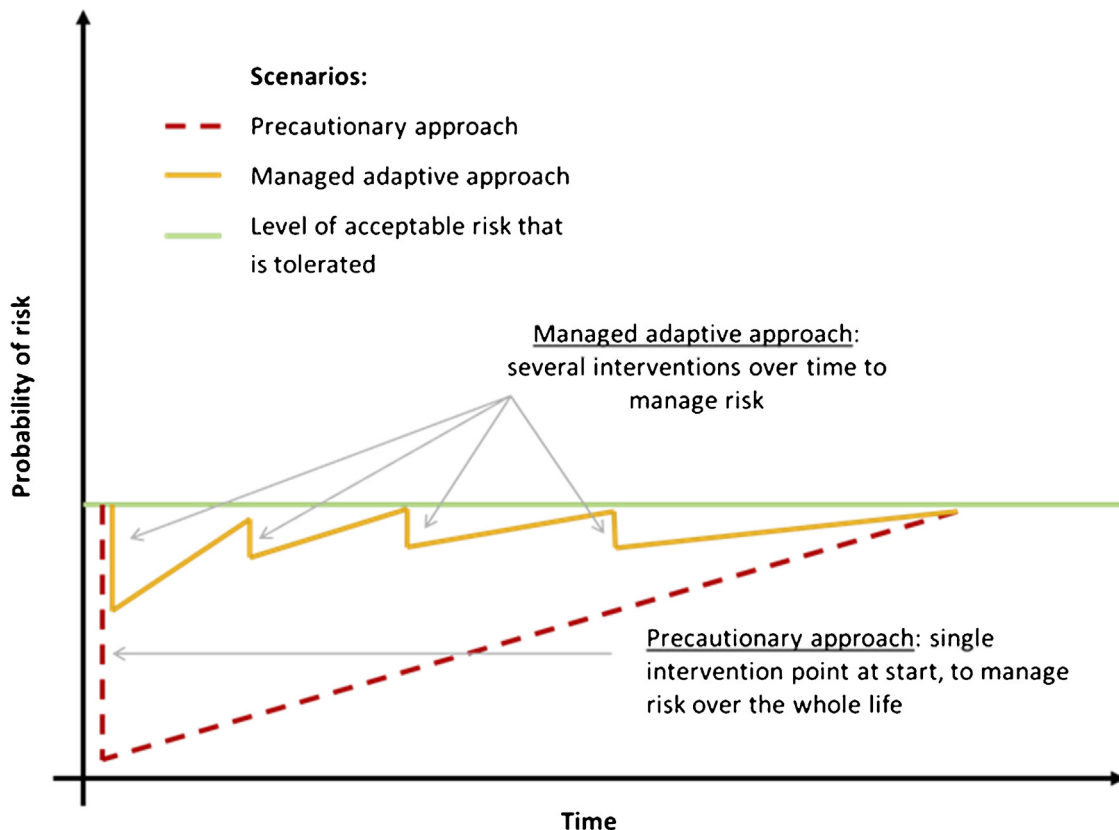 Scenarios:
Precautionary approach
Managed adaptive approach
Level of acceptable risk that
is tolerated
Probability of risk
Managed adaptive approach:
several interventions over time to
manage risk
Precautionary approach: single
intervention point at start, to manage
risk over the whole life
Time